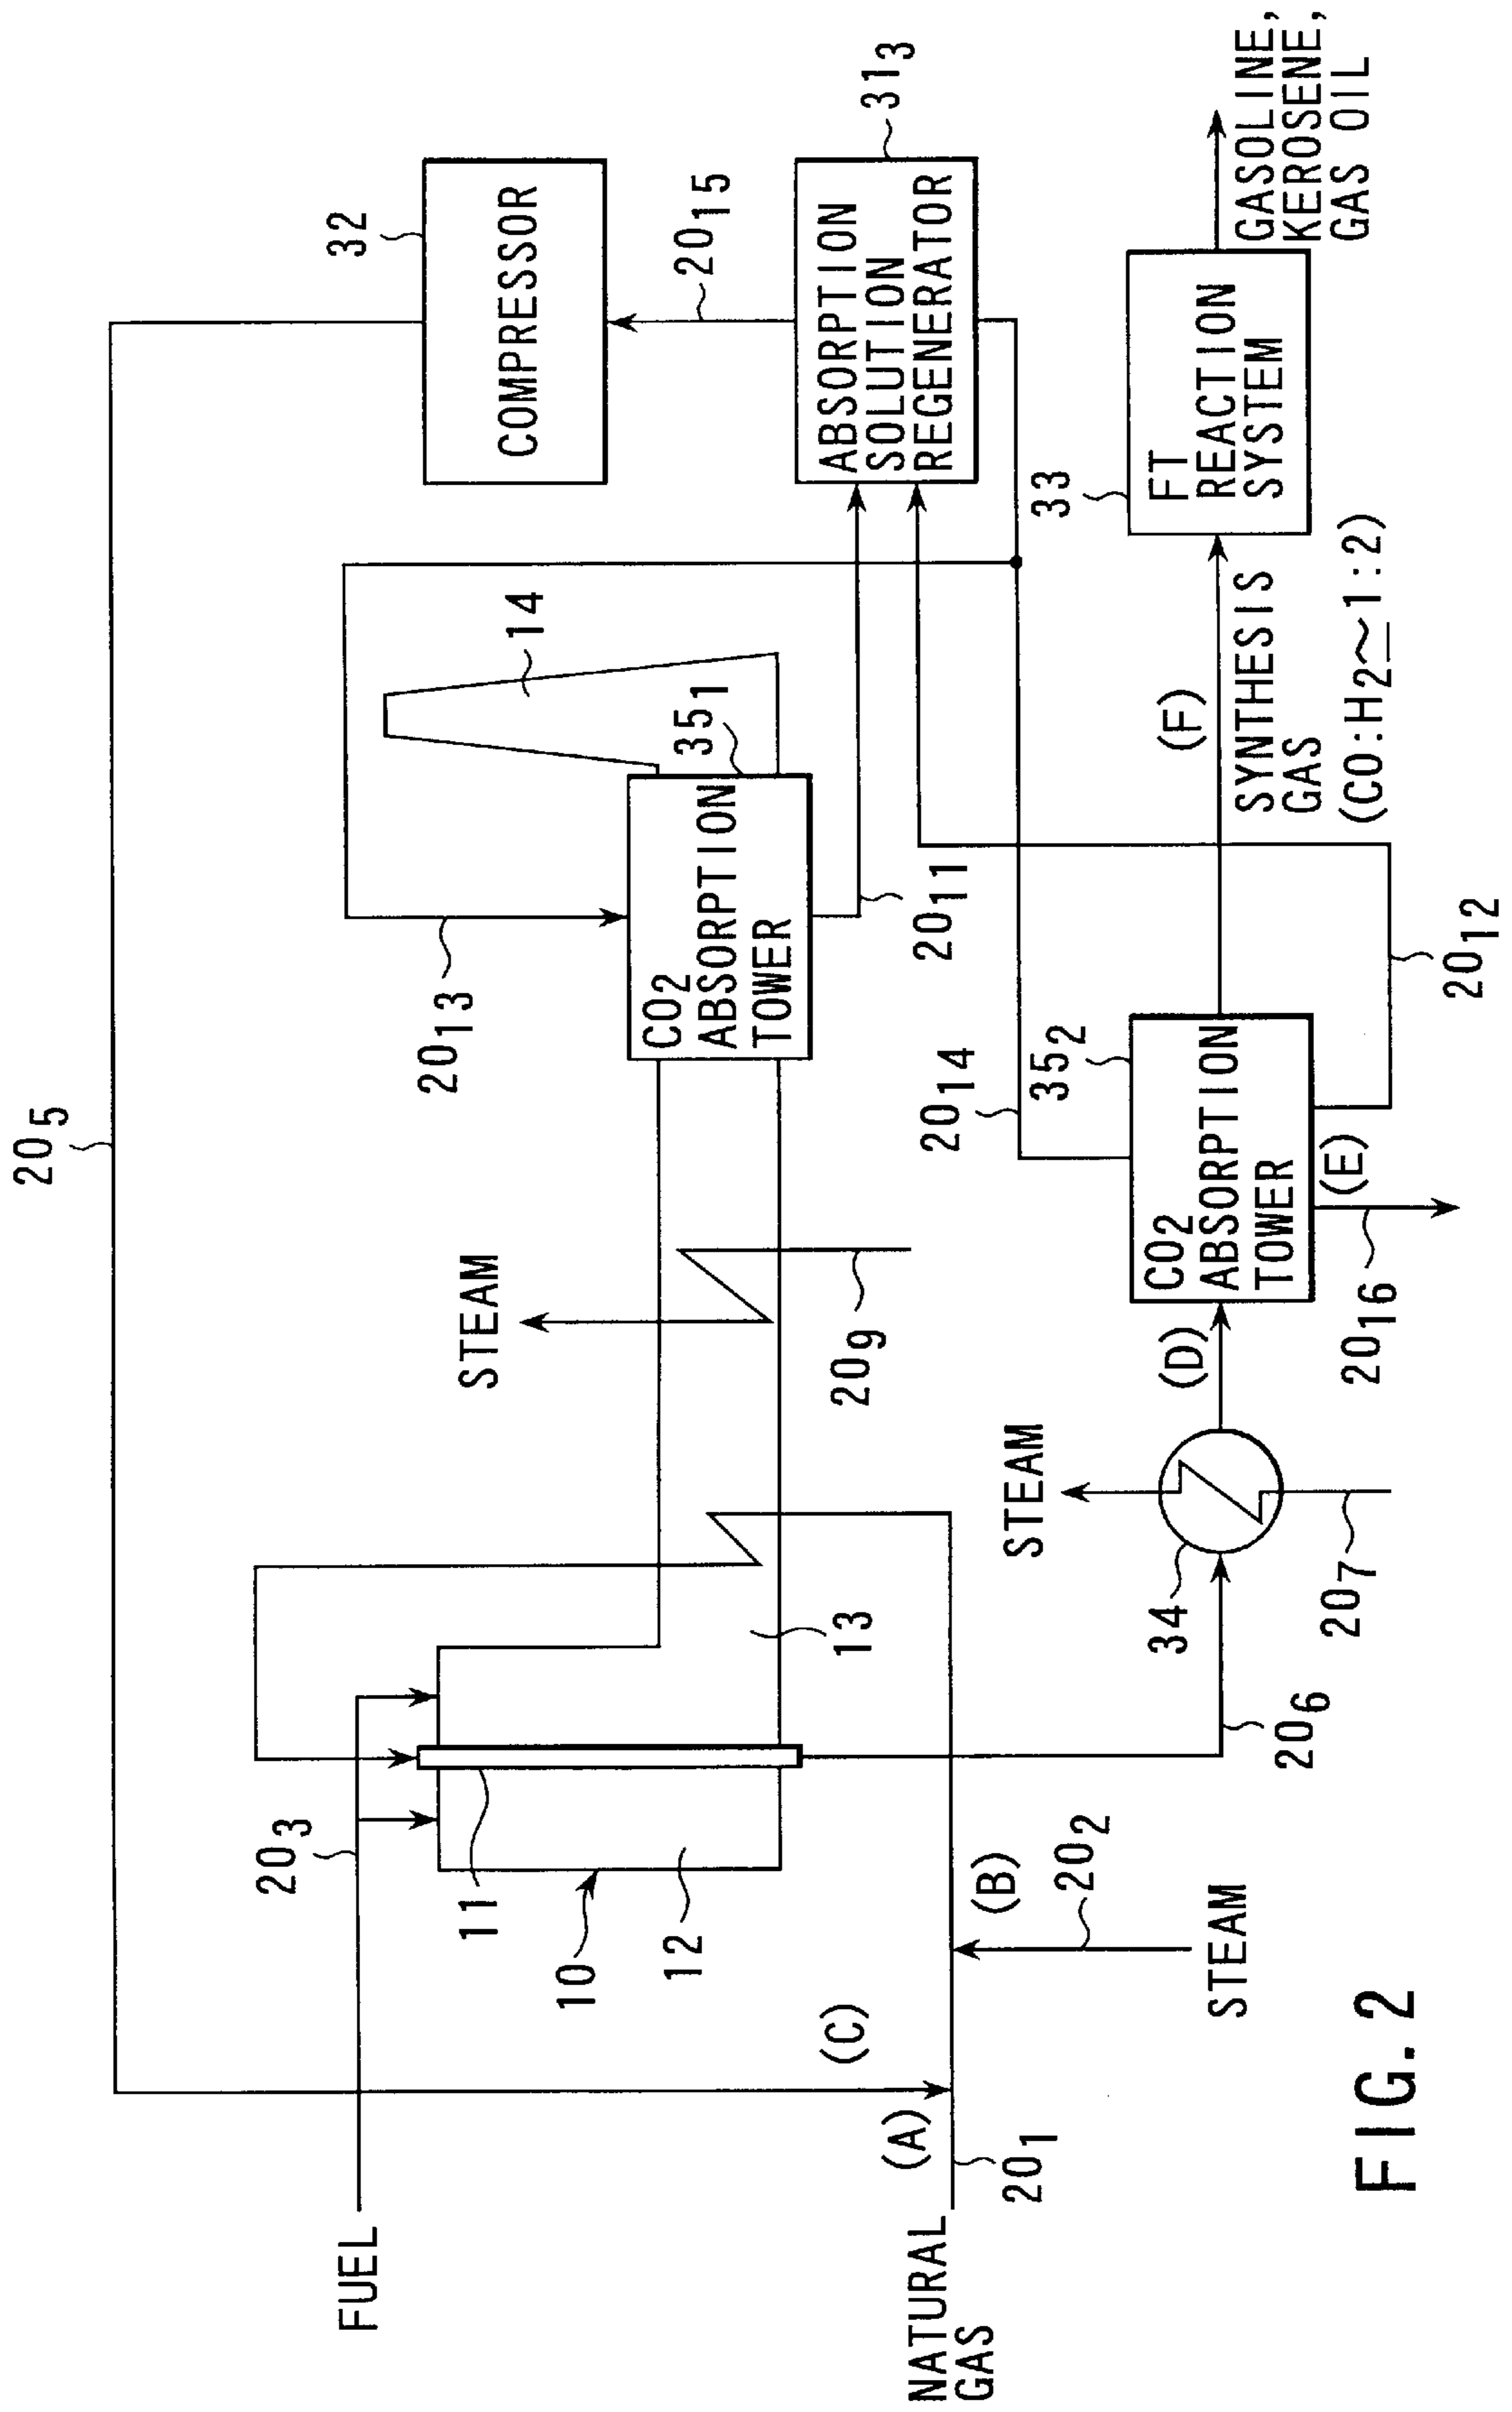 20₅
32
COMPRESSOR
20₁₅
31₃
ABSORPTION
SOLUTION
REGENERATOR
14
20₁₃
35₁
CO₂
ABSORPTION
TOWER
20₁₁
STEAM
20₉
FUEL
20₃
11
10
12
13
(C)
(A)
NATURAL
GAS
20₁
(B)
20₂
STEAM
20₆
34
STEAM
20₇
(D)
20₁₄
35₂
CO₂
ABSORPTION
TOWER
(E)
20₁₆
20₁₂
(F)
SYNTHESIS
GAS
(CO:H₂≃1:2)
33
FT
REACTION
SYSTEM
GASOLINE,
KEROSENE,
GAS OIL
FIG.2